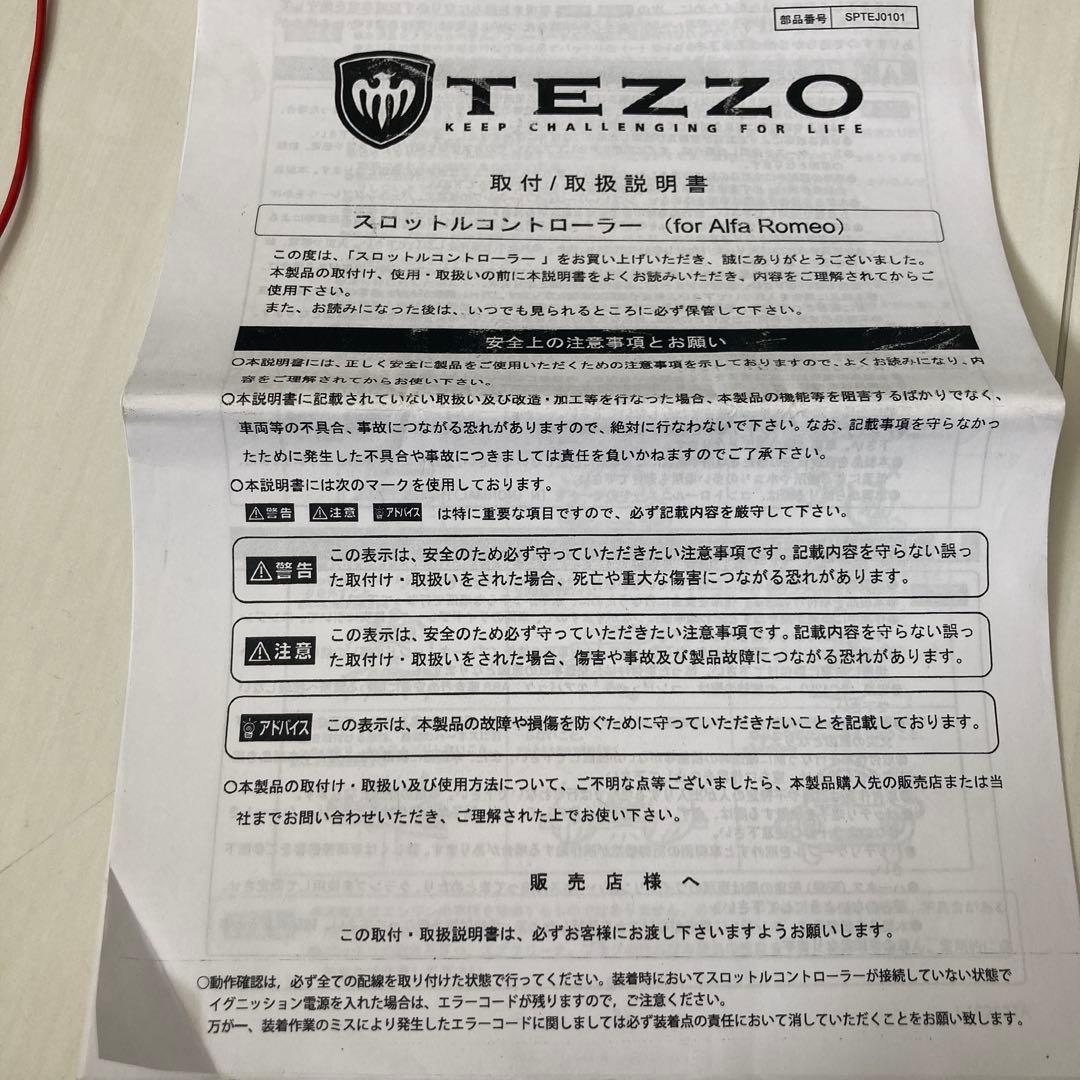 部品番号 SPTEJ0101
TEZZO
KEEP CHALLENGING FOR LIFE
取付/取扱説明書
スロットルコントローラー （for Alfa Romeo）
この度は、「スロットルコントローラー 」をお買い上げいただき、誠にありがとうございました。
本製品の取付け、使用・取扱いの前に本説明書をよくお読みいただき、内容をご理解されてからご
使用下さい。
また、お読みになった後は、いつでも見られるところに必ず保管して下さい。
安全上の注意事項とお願い
○本説明書には、正しく安全に製品をご使用いただくための注意事項を示しておりますので、よくお読みになり、内
容をご理解されてからお使い下さい。
○本説明書に記載されていない取扱い及び改造・加工等を行なった場合、本製品の機能等を阻害するばかりでなく、
車両等の不具合、事故につながる恐れがありますので、絶対に行なわないで下さい。なお、記載事項を守らなかっ
たために発生した不具合や事故につきましては責任を負いかねますのでご了承下さい。
○本説明書には次のマークを使用しております。
警告 注意 アドバイス は特に重要な項目ですので、必ず記載内容を厳守して下さい。
警告 この表示は、安全のため必ず守っていただきたい注意事項です。記載内容を守らない誤っ
た取付け・取扱いをされた場合、死亡や重大な傷害につながる恐れがあります。
注意 この表示は、安全のため必ず守っていただきたい注意事項です。記載内容を守らない誤っ
た取付け・取扱いをされた場合、傷害や事故及び製品故障につながる恐れがあります。
アドバイス この表示は、本製品の故障や損傷を防ぐために守っていただきたいことを記載しております。
○本製品の取付け・取扱い及び使用方法について、ご不明な点等ございましたら、本製品購入先の販売店または当
社までお問い合わせいただき、ご理解された上でお使い下さい。
販売店様へ
この取付・取扱説明書は、必ずお客様にお渡し下さいますようお願いします。
○動作確認は，必ず全ての配線を取り付けた状態で行ってください。装着時においてスロットルコントローラーが接続していない状態で
イグニッション電源を入れた場合は、エラーコードが残りますので，ご注意ください。
万が一、装着作業のミスにより発生したエラーコードに関しましては必ず装着点の責任において消していただくことをお願い致します。